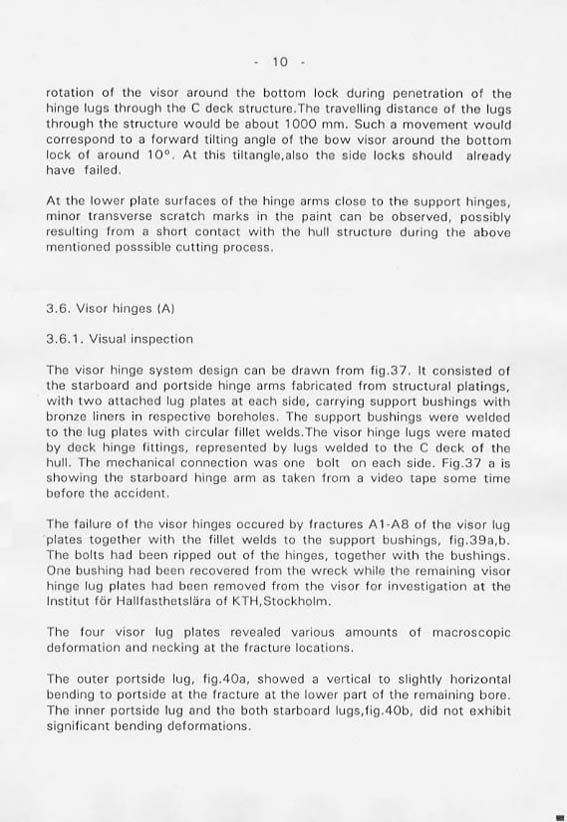 - 10 -
rotation of the visor around the bottom lock during penetration of the
hinge lugs through the C deck structure.The travelling distance of the lugs
through the structure would be about 1000 mm. Such a movement would
correspond to a forward tilting angle of the bow visor around the bottom
lock of around 10°. At this tiltangle,also the side locks should already
have failed.
At the lower plate surfaces of the hinge arms close to the support hinges,
minor transverse scratch marks in the paint can be observed, possibly
resulting from a short contact with the hull structure during the above
mentioned posssible cutting process.
3.6. Visor hinges (A)
3.6.1. Visual inspection
The visor hinge system design can be drawn from fig.37. It consisted of
the starboard and portside hinge arms fabricated from structural platings,
with two attached lug plates at each side, carrying support bushings with
bronze liners in respective boreholes. The support bushings were welded
to the lug plates with circular fillet welds.The visor hinge lugs were mated
by deck hinge fittings, represented by lugs welded to the C deck of the
hull. The mechanical connection was one bolt on each side. Fig.37 a is
showing the starboard hinge arm as taken from a video tape some time
before the accident.
The failure of the visor hinges occured by fractures A1-A8 of the visor lug
plates together with the fillet welds to the support bushings, fig.39a,b.
The bolts had been ripped out of the hinges, together with the bushings.
One bushing had been recovered from the wreck while the remaining visor
hinge lug plates had been removed from the visor for investigation at the
Institut för Hallfasthetslära of KTH,Stockholm.
The four visor lug plates revealed various amounts of macroscopic
deformation and necking at the fracture locations.
The outer portside lug, fig.40a, showed a vertical to slightly horizontal
bending to portside at the fracture at the lower part of the remaining bore.
The inner portside lug and the both starboard lugs,fig.40b, did not exhibit
significant bending deformations.